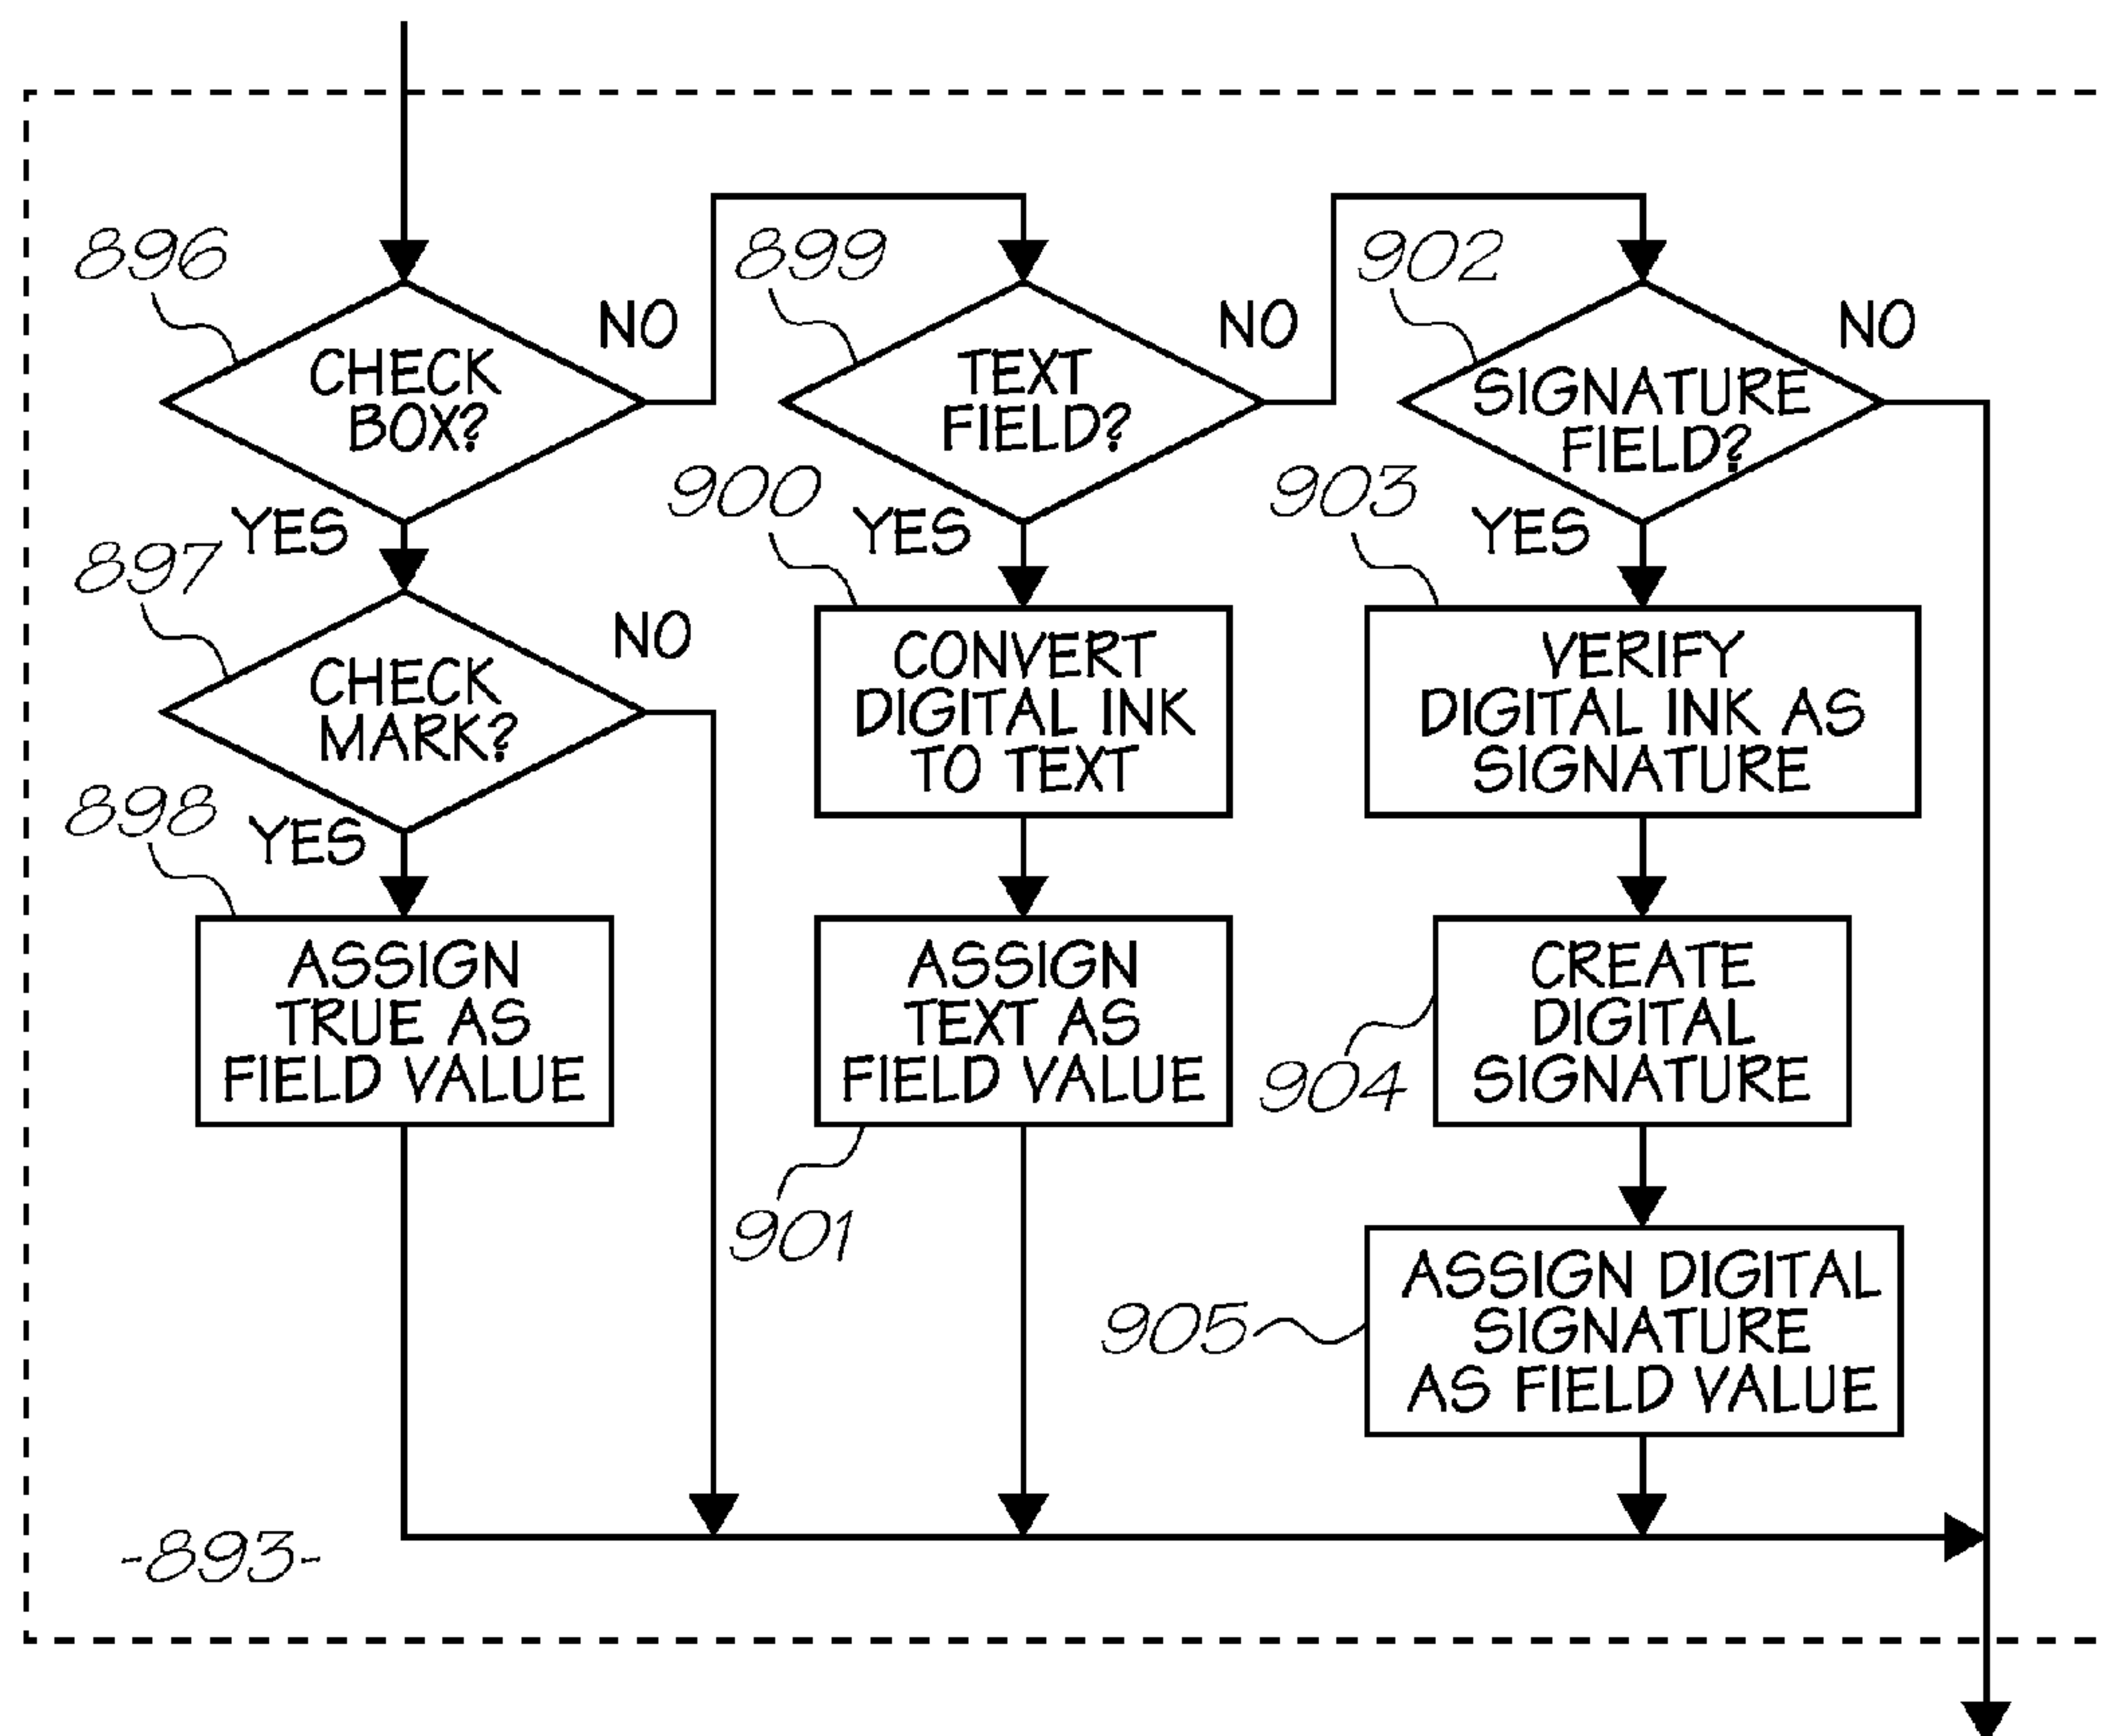 896
CHECK
BOX?
NO
YES
897
CHECK
MARK?
NO
YES
898
ASSIGN
TRUE AS
FIELD VALUE
899
TEXT
FIELD?
NO
YES
900
CONVERT
DIGITAL INK
TO TEXT
ASSIGN
TEXT AS
FIELD VALUE
901
902
SIGNATURE
FIELD?
NO
YES
903
VERIFY
DIGITAL INK AS
SIGNATURE
CREATE
DIGITAL
SIGNATURE
904
ASSIGN DIGITAL
SIGNATURE
AS FIELD VALUE
905
-893-